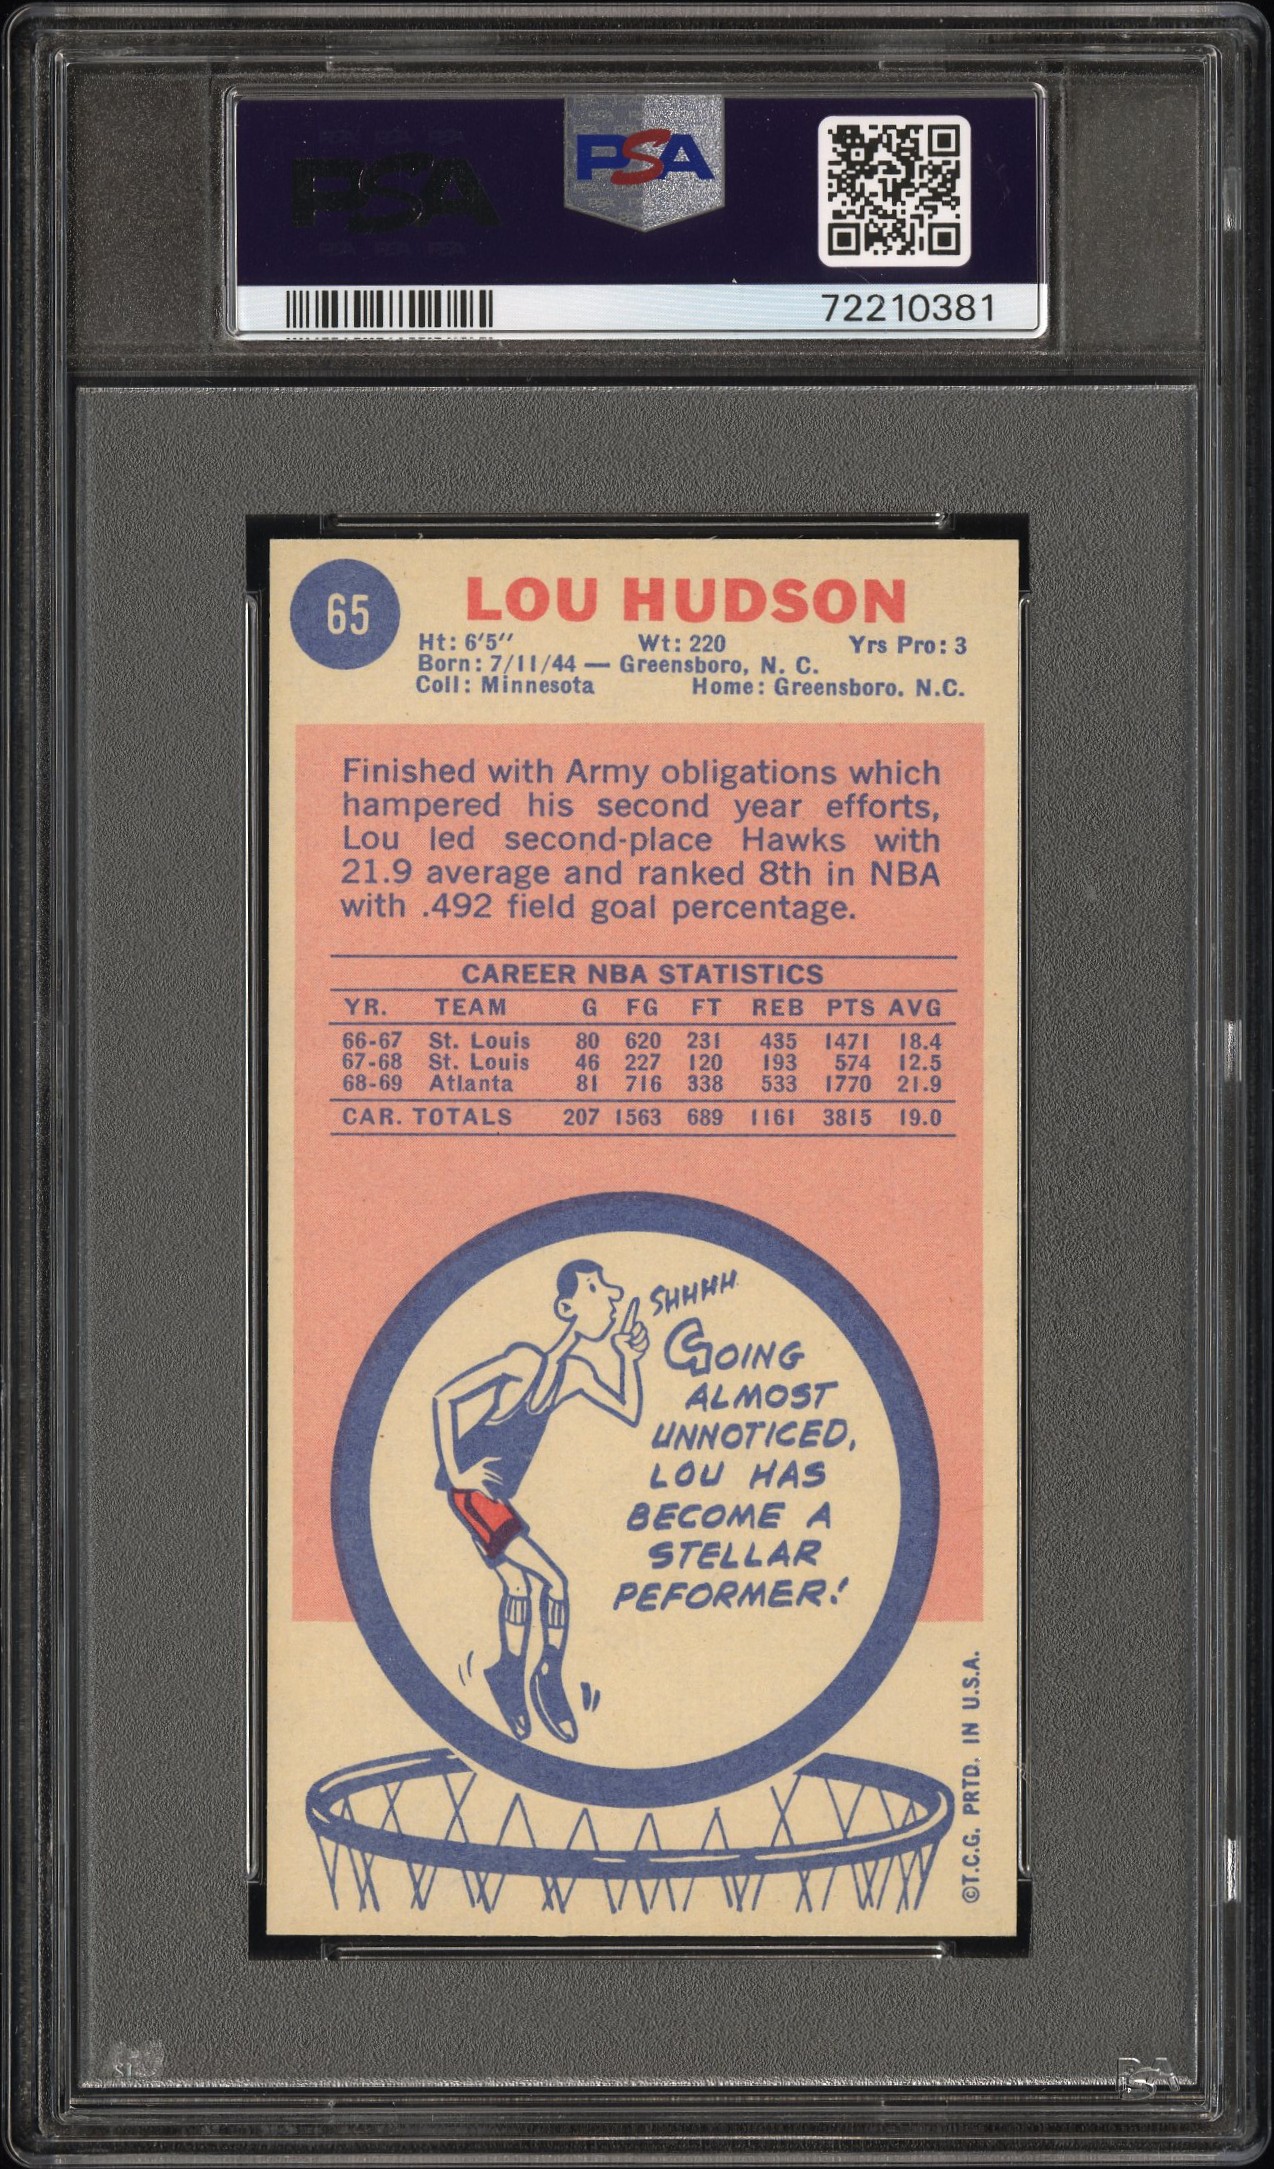 PSA
PSA
72210381
65
LOU HUDSON
Ht: 6'5" Wt: 220 Yrs Pro: 3
Born: 7/11/44 — Greensboro, N. C.
Coll: Minnesota Home: Greensboro. N.C.
Finished with Army obligations which
hampered his second year efforts,
Lou led second-place Hawks with
21.9 average and ranked 8th in NBA
with .492 field goal percentage.
CAREER NBA STATISTICS
YR. TEAM G FG FT REB PTS AVG
66-67 St. Louis 80 620 231 435 1471 18.4
67-68 St. Louis 46 227 120 193 574 12.5
68-69 Atlanta 81 716 338 533 1770 21.9
CAR. TOTALS 207 1563 689 1161 3815 19.0
SHHHH
GOING
ALMOST
UNNOTICED,
LOU HAS
BECOME A
STELLAR
PEFORMER!
©T.C.G. PRTD. IN U.S.A.
PSA